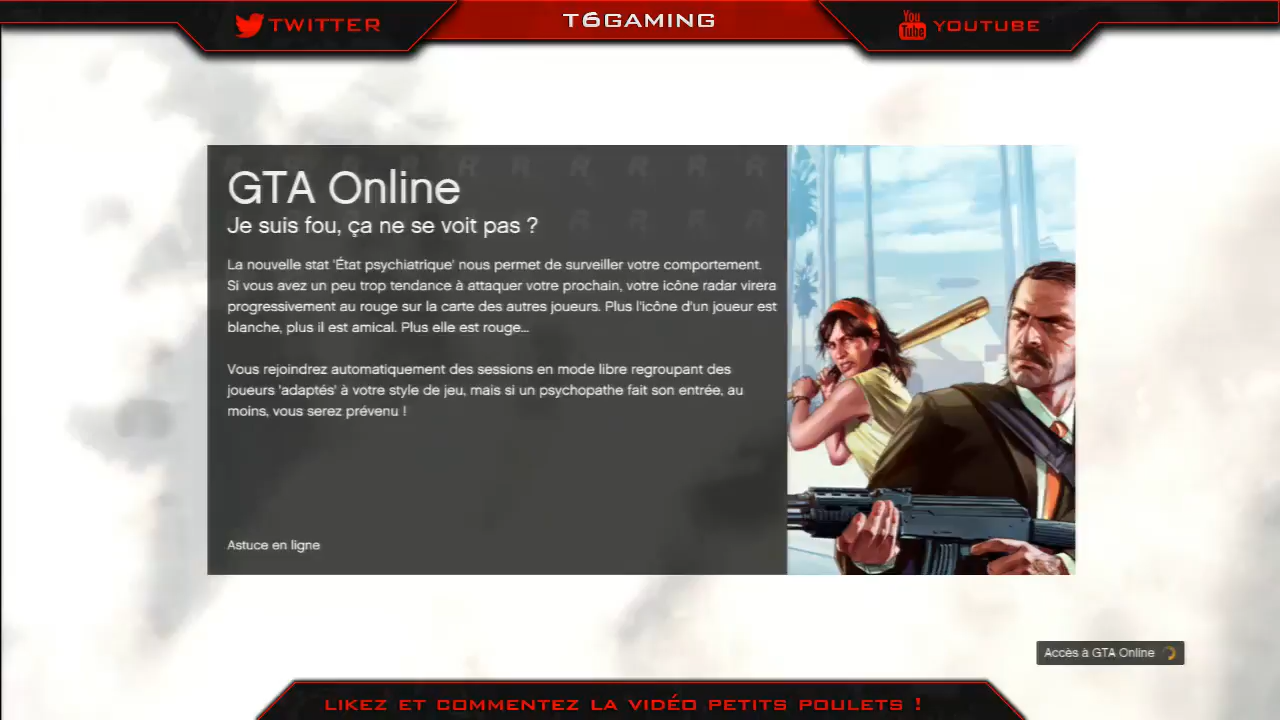 TWITTER
T6GAMING
You Tube YOUTUBE
GTA Online
Je suis fou, ça ne se voit pas ?
La nouvelle stat 'État psychiatrique' nous permet de surveiller votre comportement.
Si vous avez un peu trop tendance à attaquer votre prochain, votre icône radar virera
progressivement au rouge sur la carte des autres joueurs. Plus l'icône d'un joueur est
blanche, plus il est amical. Plus elle est rouge...
Vous rejoindrez automatiquement des sessions en mode libre regroupant des
joueurs 'adaptés' à votre style de jeu, mais si un psychopathe fait son entrée, au
moins, vous serez prévenu !
Astuce en ligne
Accès à GTA Online
LIKEZ ET COMMENTEZ LA VIDÉO PETITS POULETS !